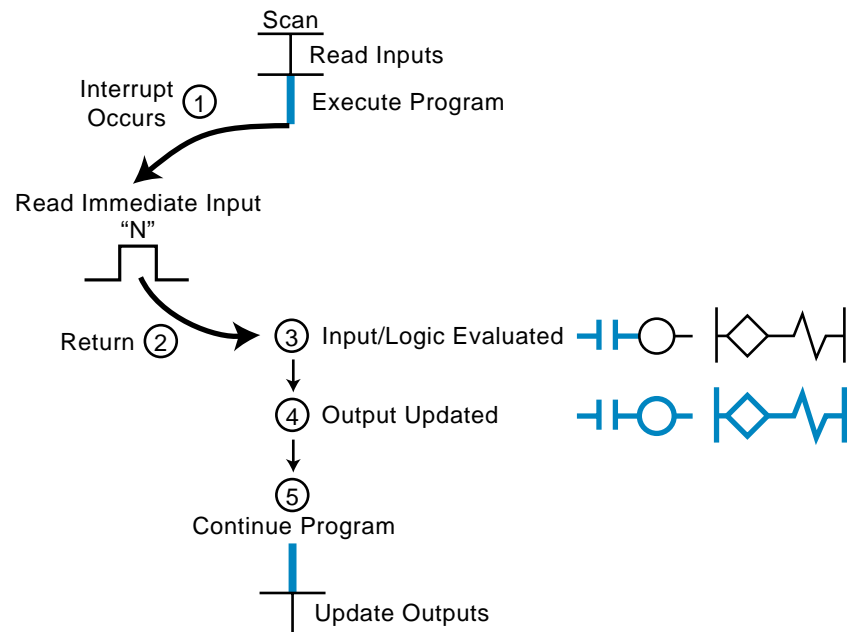 Scan
Read Inputs
Execute Program
Interrupt
Occurs
1
Read Immediate Input
“N”
Return 2
3 Input/Logic Evaluated
4 Output Updated
5
Continue Program
Update Outputs